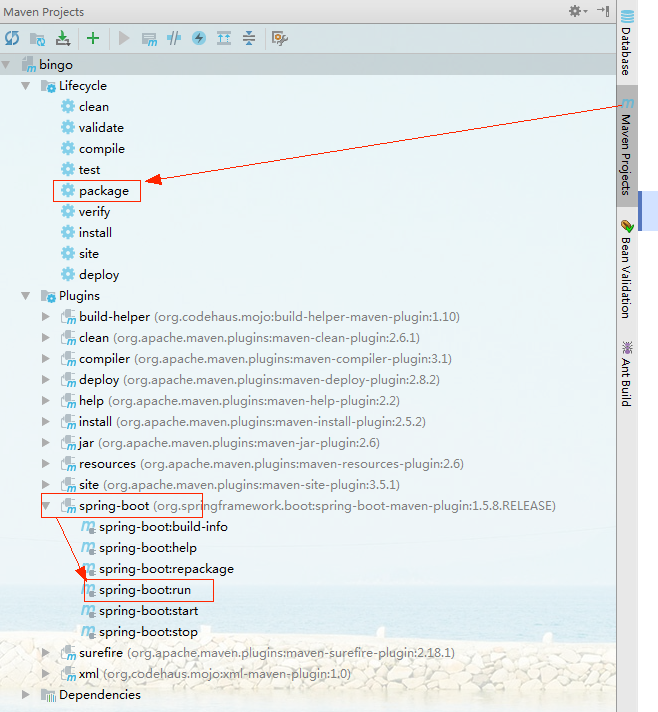 Maven Projects
bingo
Lifecycle
clean
validate
compile
test
package
verify
install
site
deploy
Plugins
build-helper (org.codehaus.mojo:build-helper-maven-plugin:1.10)
clean (org.apache.maven.plugins:maven-clean-plugin:2.6.1)
compiler (org.apache.maven.plugins:maven-compiler-plugin:3.1)
deploy (org.apache.maven.plugins:maven-deploy-plugin:2.8.2)
help (org.apache.maven.plugins:maven-help-plugin:2.2)
install (org.apache.maven.plugins:maven-install-plugin:2.5.2)
jar (org.apache.maven.plugins:maven-jar-plugin:2.6)
resources (org.apache.maven.plugins:maven-resources-plugin:2.6)
site (org.apache.maven.plugins:maven-site-plugin:3.5.1)
spring-boot (org.springframework.boot:spring-boot-maven-plugin:1.5.8.RELEASE)
spring-boot:build-info
spring-boot:help
spring-boot:repackage
spring-boot:run
spring-boot:start
spring-boot:stop
surefire (org.apache.maven.plugins:maven-surefire-plugin:2.18.1)
xml (org.codehaus.mojo:xml-maven-plugin:1.0)
Dependencies
Database
Maven Projects
Bean Validation
Ant Build